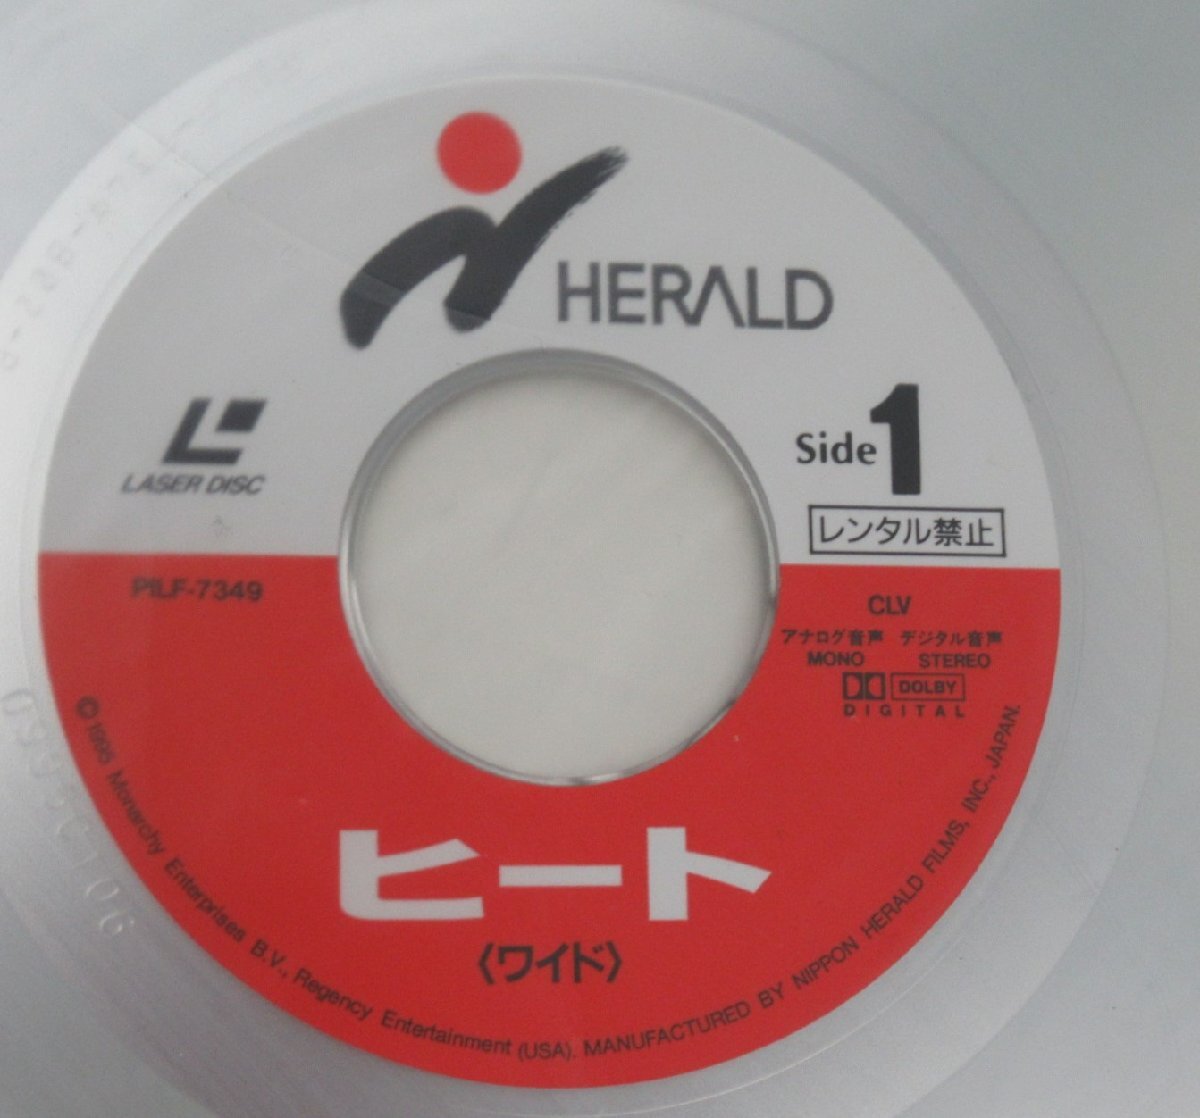 HERALD
LASER DISC
Side 1
レンタル禁止
PILF-7349
CLV
アナログ音声 デジタル音声
MONO STEREO
DOLBY
DIGITAL
ヒート
〈ワイド〉
©1996 Monarchy Enterprises B.V., Regency Entertainment (USA). MANUFACTURED BY NIPPON HERALD FILMS, INC., JAPAN.